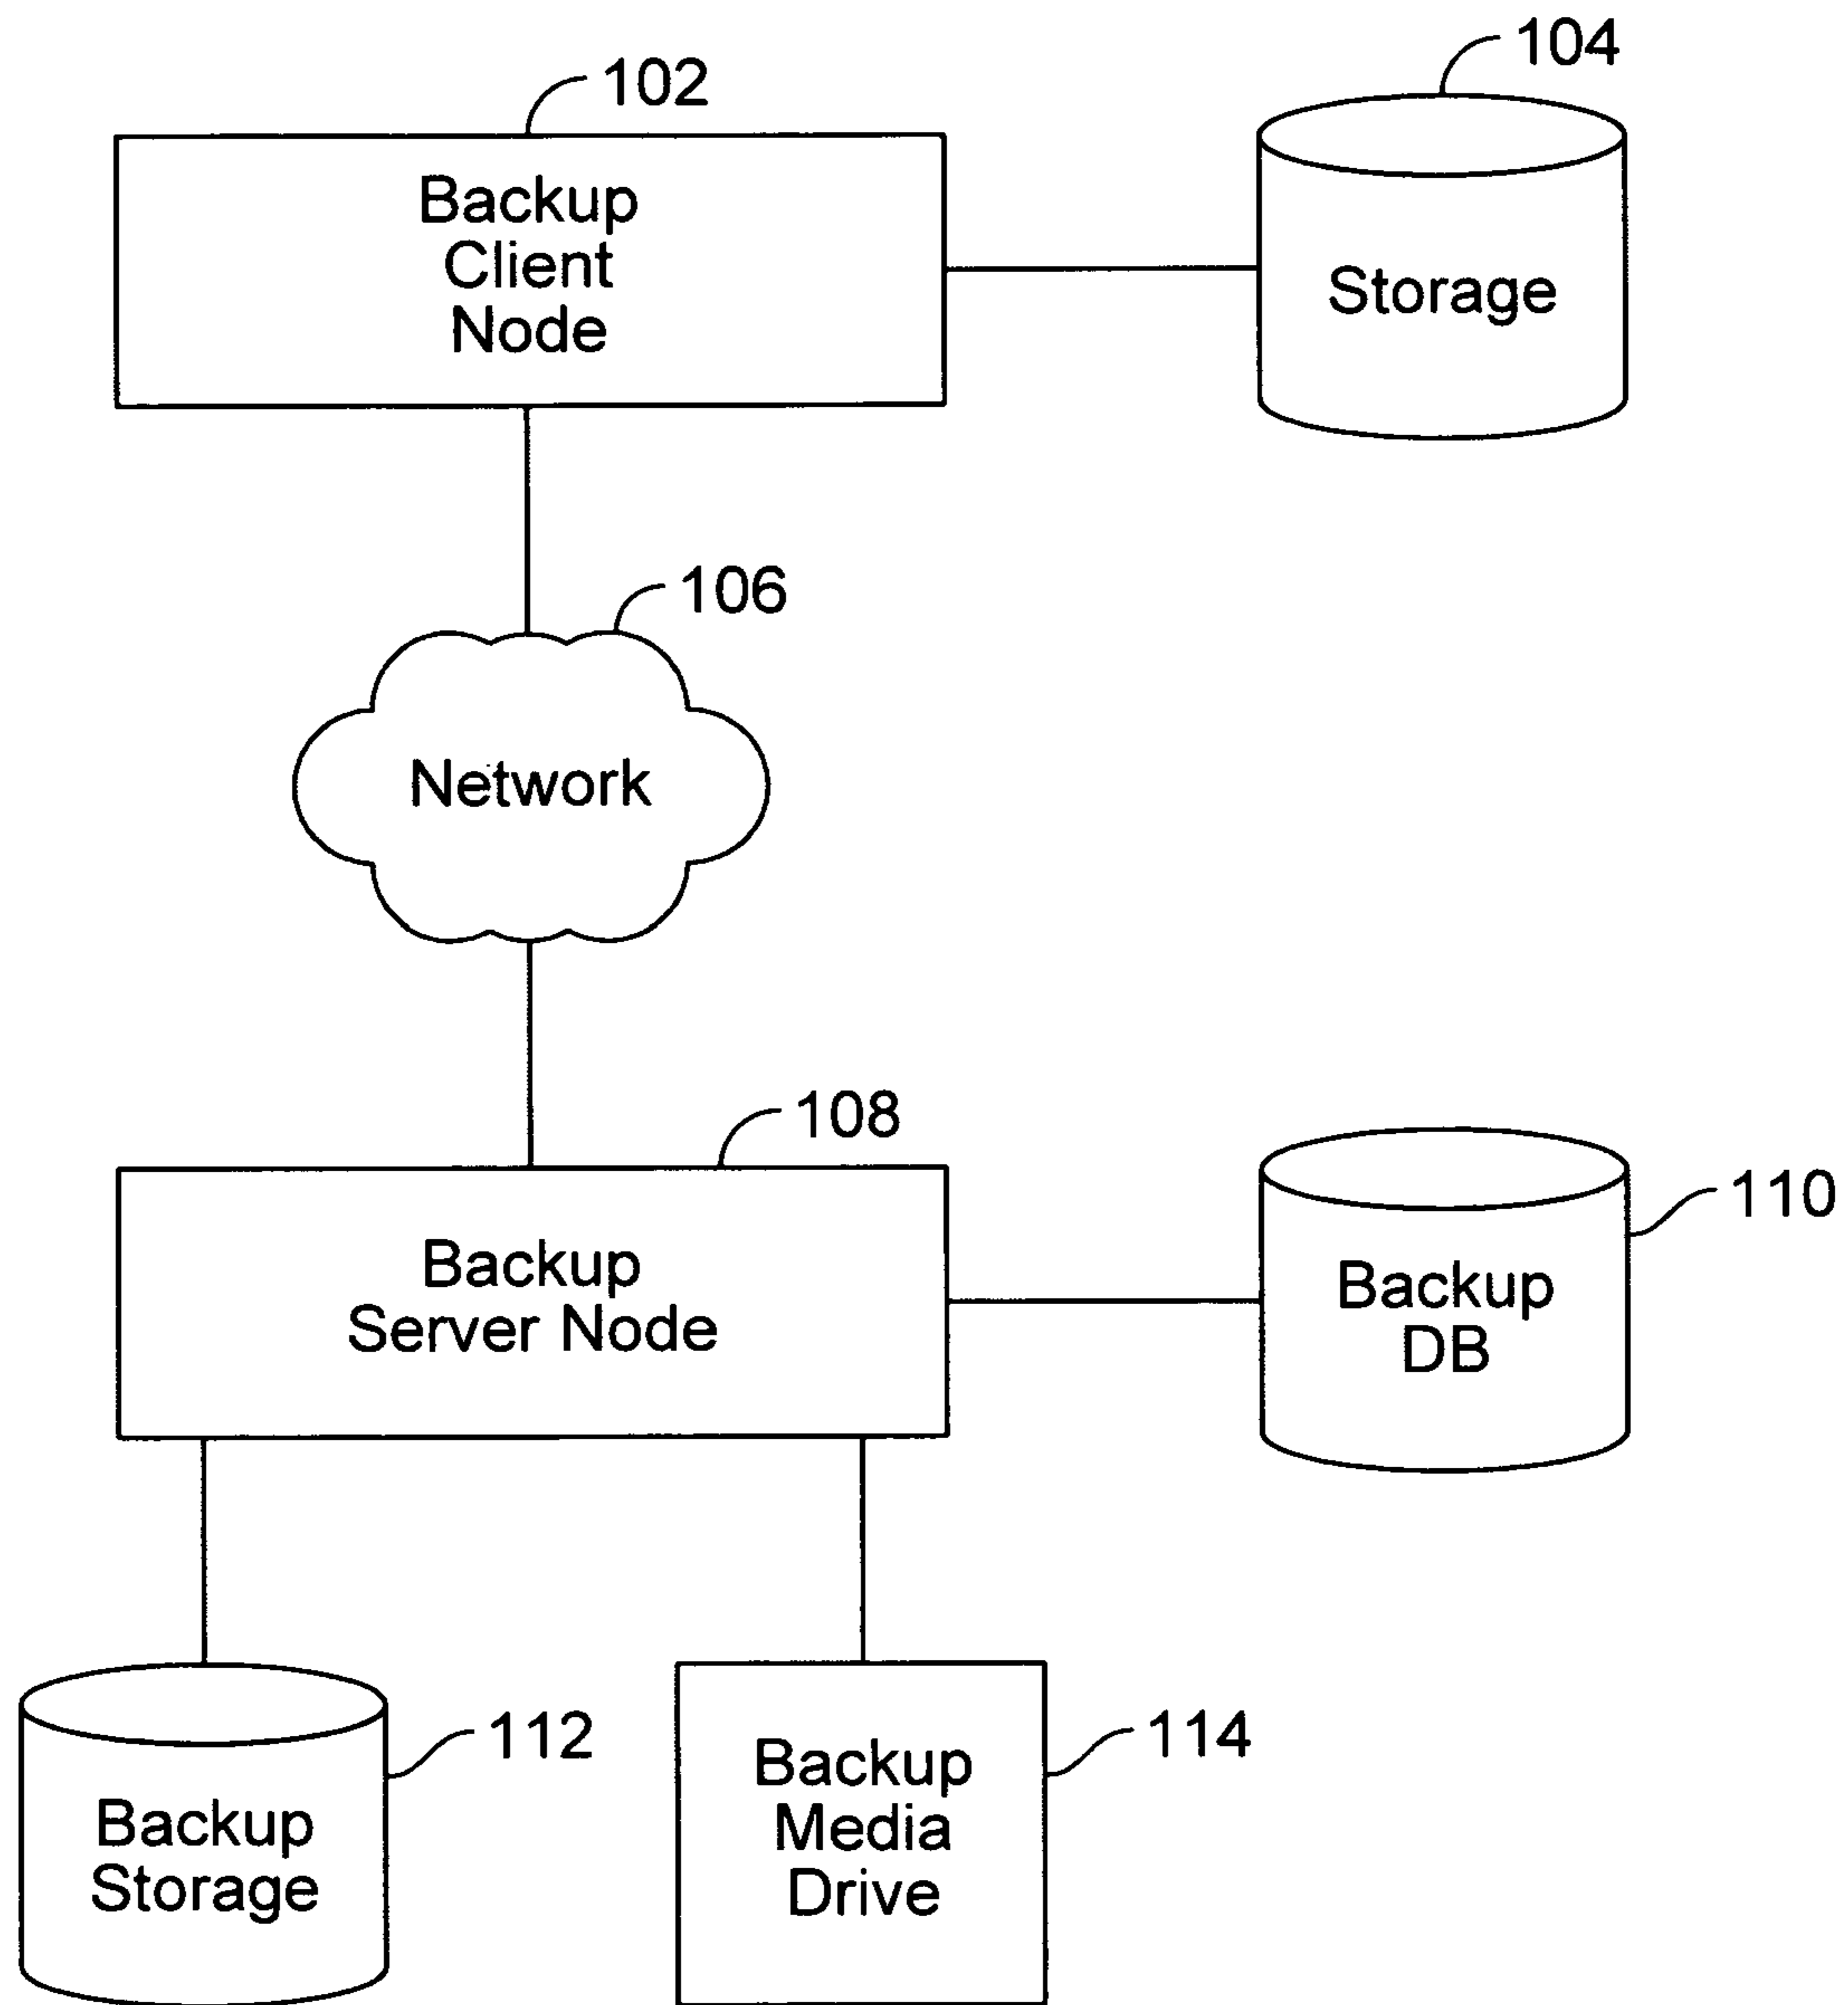 104
102
Backup
Client
Node
Storage
106
Network
108
Backup
Server Node
110
Backup
DB
112
Backup
Storage
114
Backup
Media
Drive